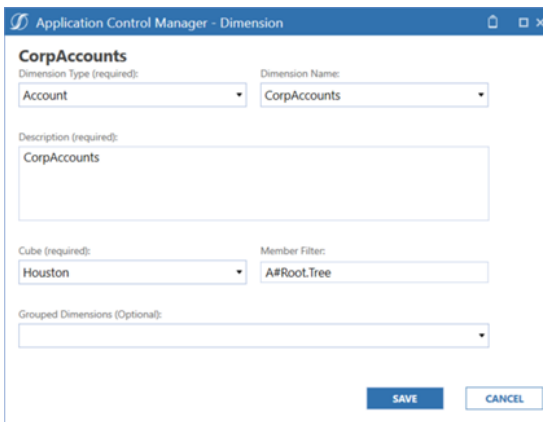 Application Control Manager - Dimension
CorpAccounts
Dimension Type (required): Dimension Name:
Account CorpAccounts
Description (required):
CorpAccounts
Cube (required): Member Filter:
Houston A#Root.Tree
Grouped Dimensions (Optional):
SAVE CANCEL